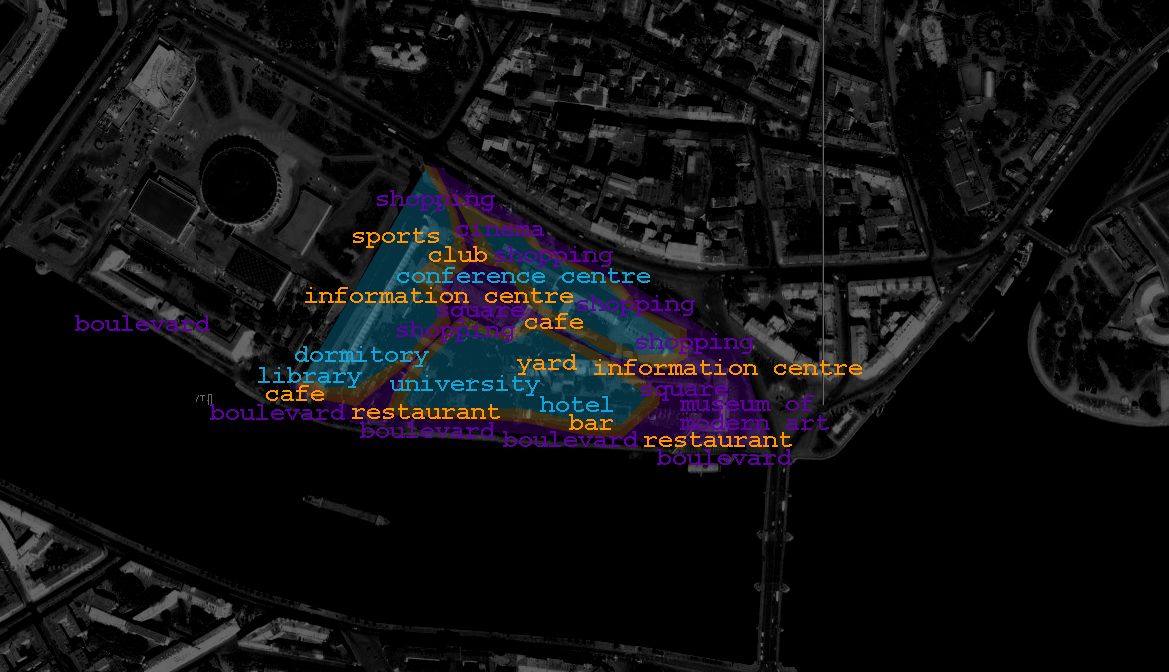 shopping
cinema
sports
club
shopping
conference centre
information centre
shopping
square
cafe
boulevard
shopping
shopping
dormitory
yard
information centre
library
university
square
cafe
hotel
museum of
modern art
boulevard
restaurant
bar
boulevard
boulevard
restaurant
boulevard